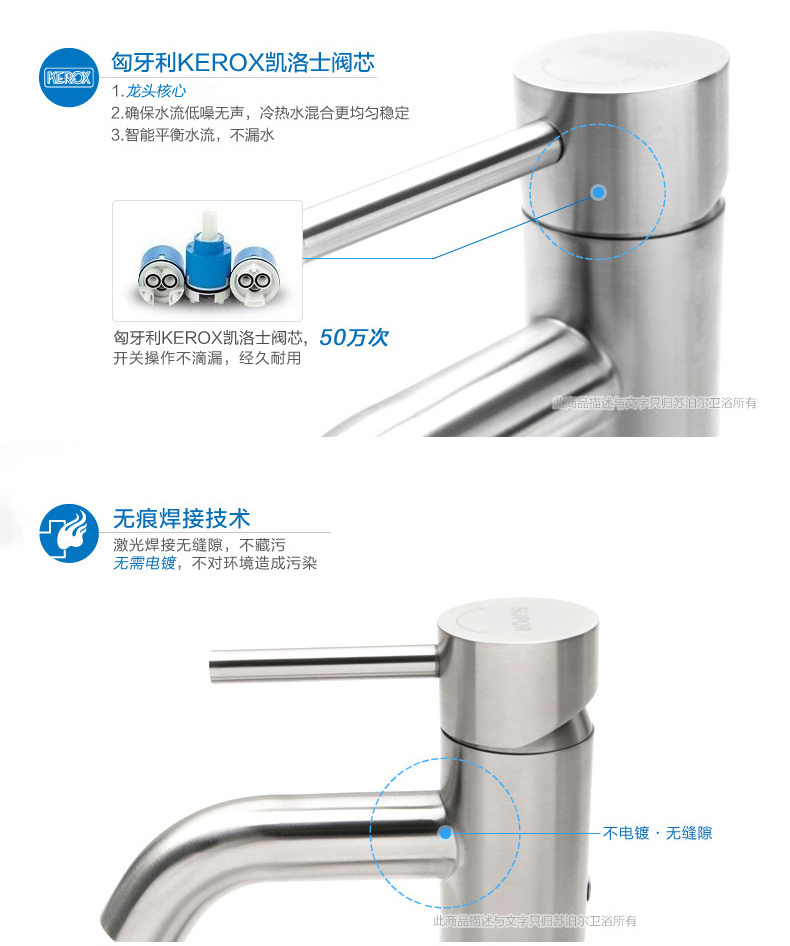 KEROX
匈牙利KEROX凯洛士阀芯
1.龙头核心
2.确保水流低噪无声，冷热水混合更均匀稳定
3.智能平衡水流，不漏水
匈牙利KEROX凯洛士阀芯，50万次
开关操作不滴漏，经久耐用
此商品描述与文字只归苏泊尔卫浴所有
无痕焊接技术
激光焊接无缝隙，不藏污
无需电镀，不对环境造成污染
SUPOR
不电镀·无缝隙
此商品描述与文字只归苏泊尔卫浴所有